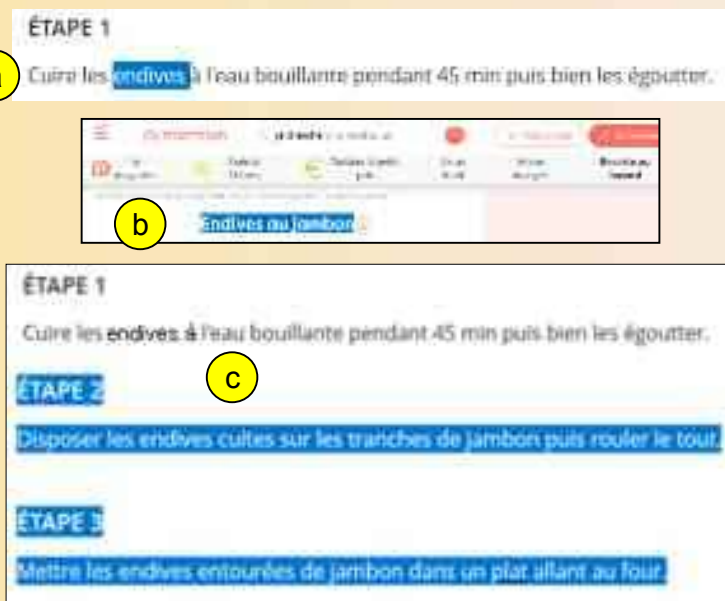 ÉTAPE 1
a
Cuire les endives à l'eau bouillante pendant 45 min puis bien les égoutter.
b
Endives au jambon
ÉTAPE 1
Cuire les endives à l'eau bouillante pendant 45 min puis bien les égoutter.
c
ÉTAPE 2
Disposer les endives cuites sur les tranches de jambon puis rouler le tout.
ÉTAPE 3
Mettre les endives entourées de jambon dans un plat allant au four.